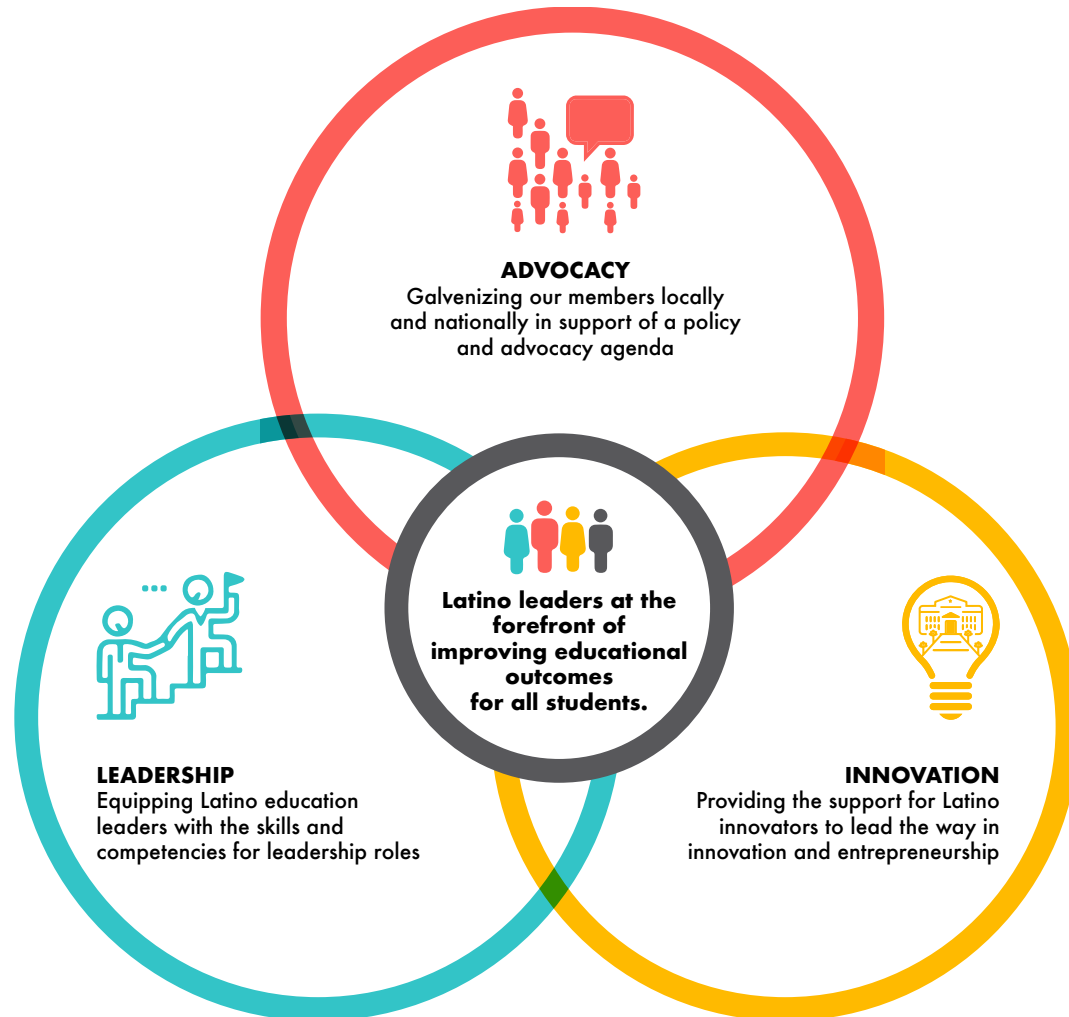 ADVOCACY
Galvenizing our members locally
and nationally in support of a policy
and advocacy agenda
Latino leaders at the
forefront of
improving educational
outcomes
for all students.
LEADERSHIP
Equipping Latino education
leaders with the skills and
competencies for leadership roles
INNOVATION
Providing the support for Latino
innovators to lead the way in
innovation and entrepreneurship